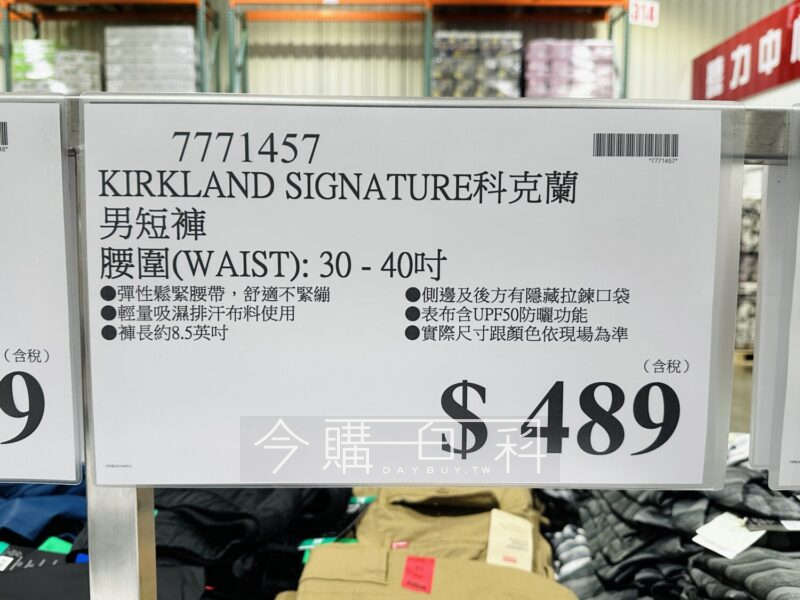 314
聽力中心
7771457
*7771457*
KIRKLAND SIGNATURE科克蘭
男短褲
腰圍(WAIST): 30 - 40吋
●彈性鬆緊腰帶，舒適不緊繃
●輕量吸濕排汗布料使用
●褲長約8.5英吋
●側邊及後方有隱藏拉鍊口袋
●表布含UPF50防曬功能
●實際尺寸跟顏色依現場為準
（含稅）
$ 489
（含稅）
9
今購百科
DAYBUY.TW